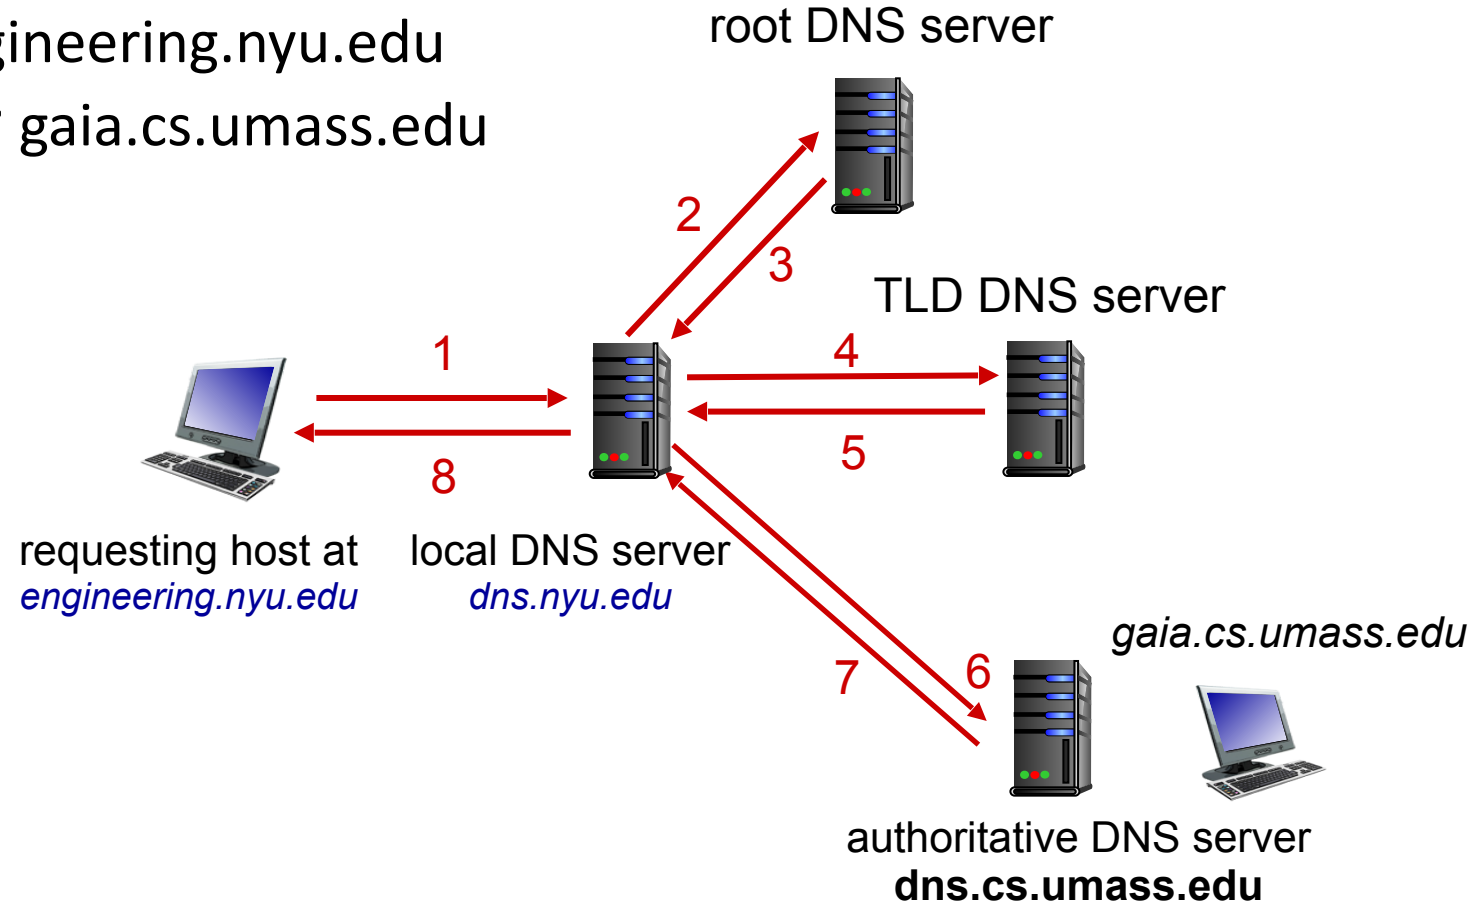 gineering.nyu.edu
gaia.cs.umass.edu
root DNS server
2
3
TLD DNS server
1
4
5
8
requesting host at
engineering.nyu.edu
local DNS server
dns.nyu.edu
gaia.cs.umass.edu
7
6
authoritative DNS server
dns.cs.umass.edu